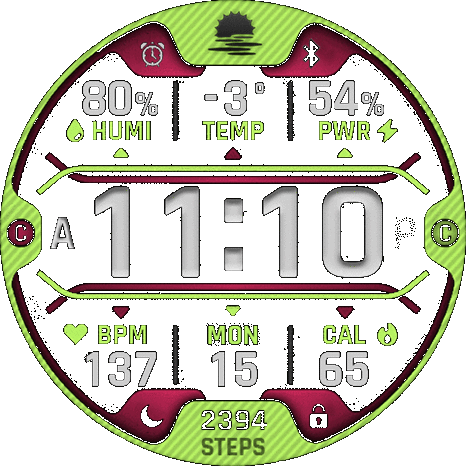 80% -3° 54%
HUMI TEMP PWR
C A 11:10 P C
BPM MON CAL
137 15 65
2394
STEPS